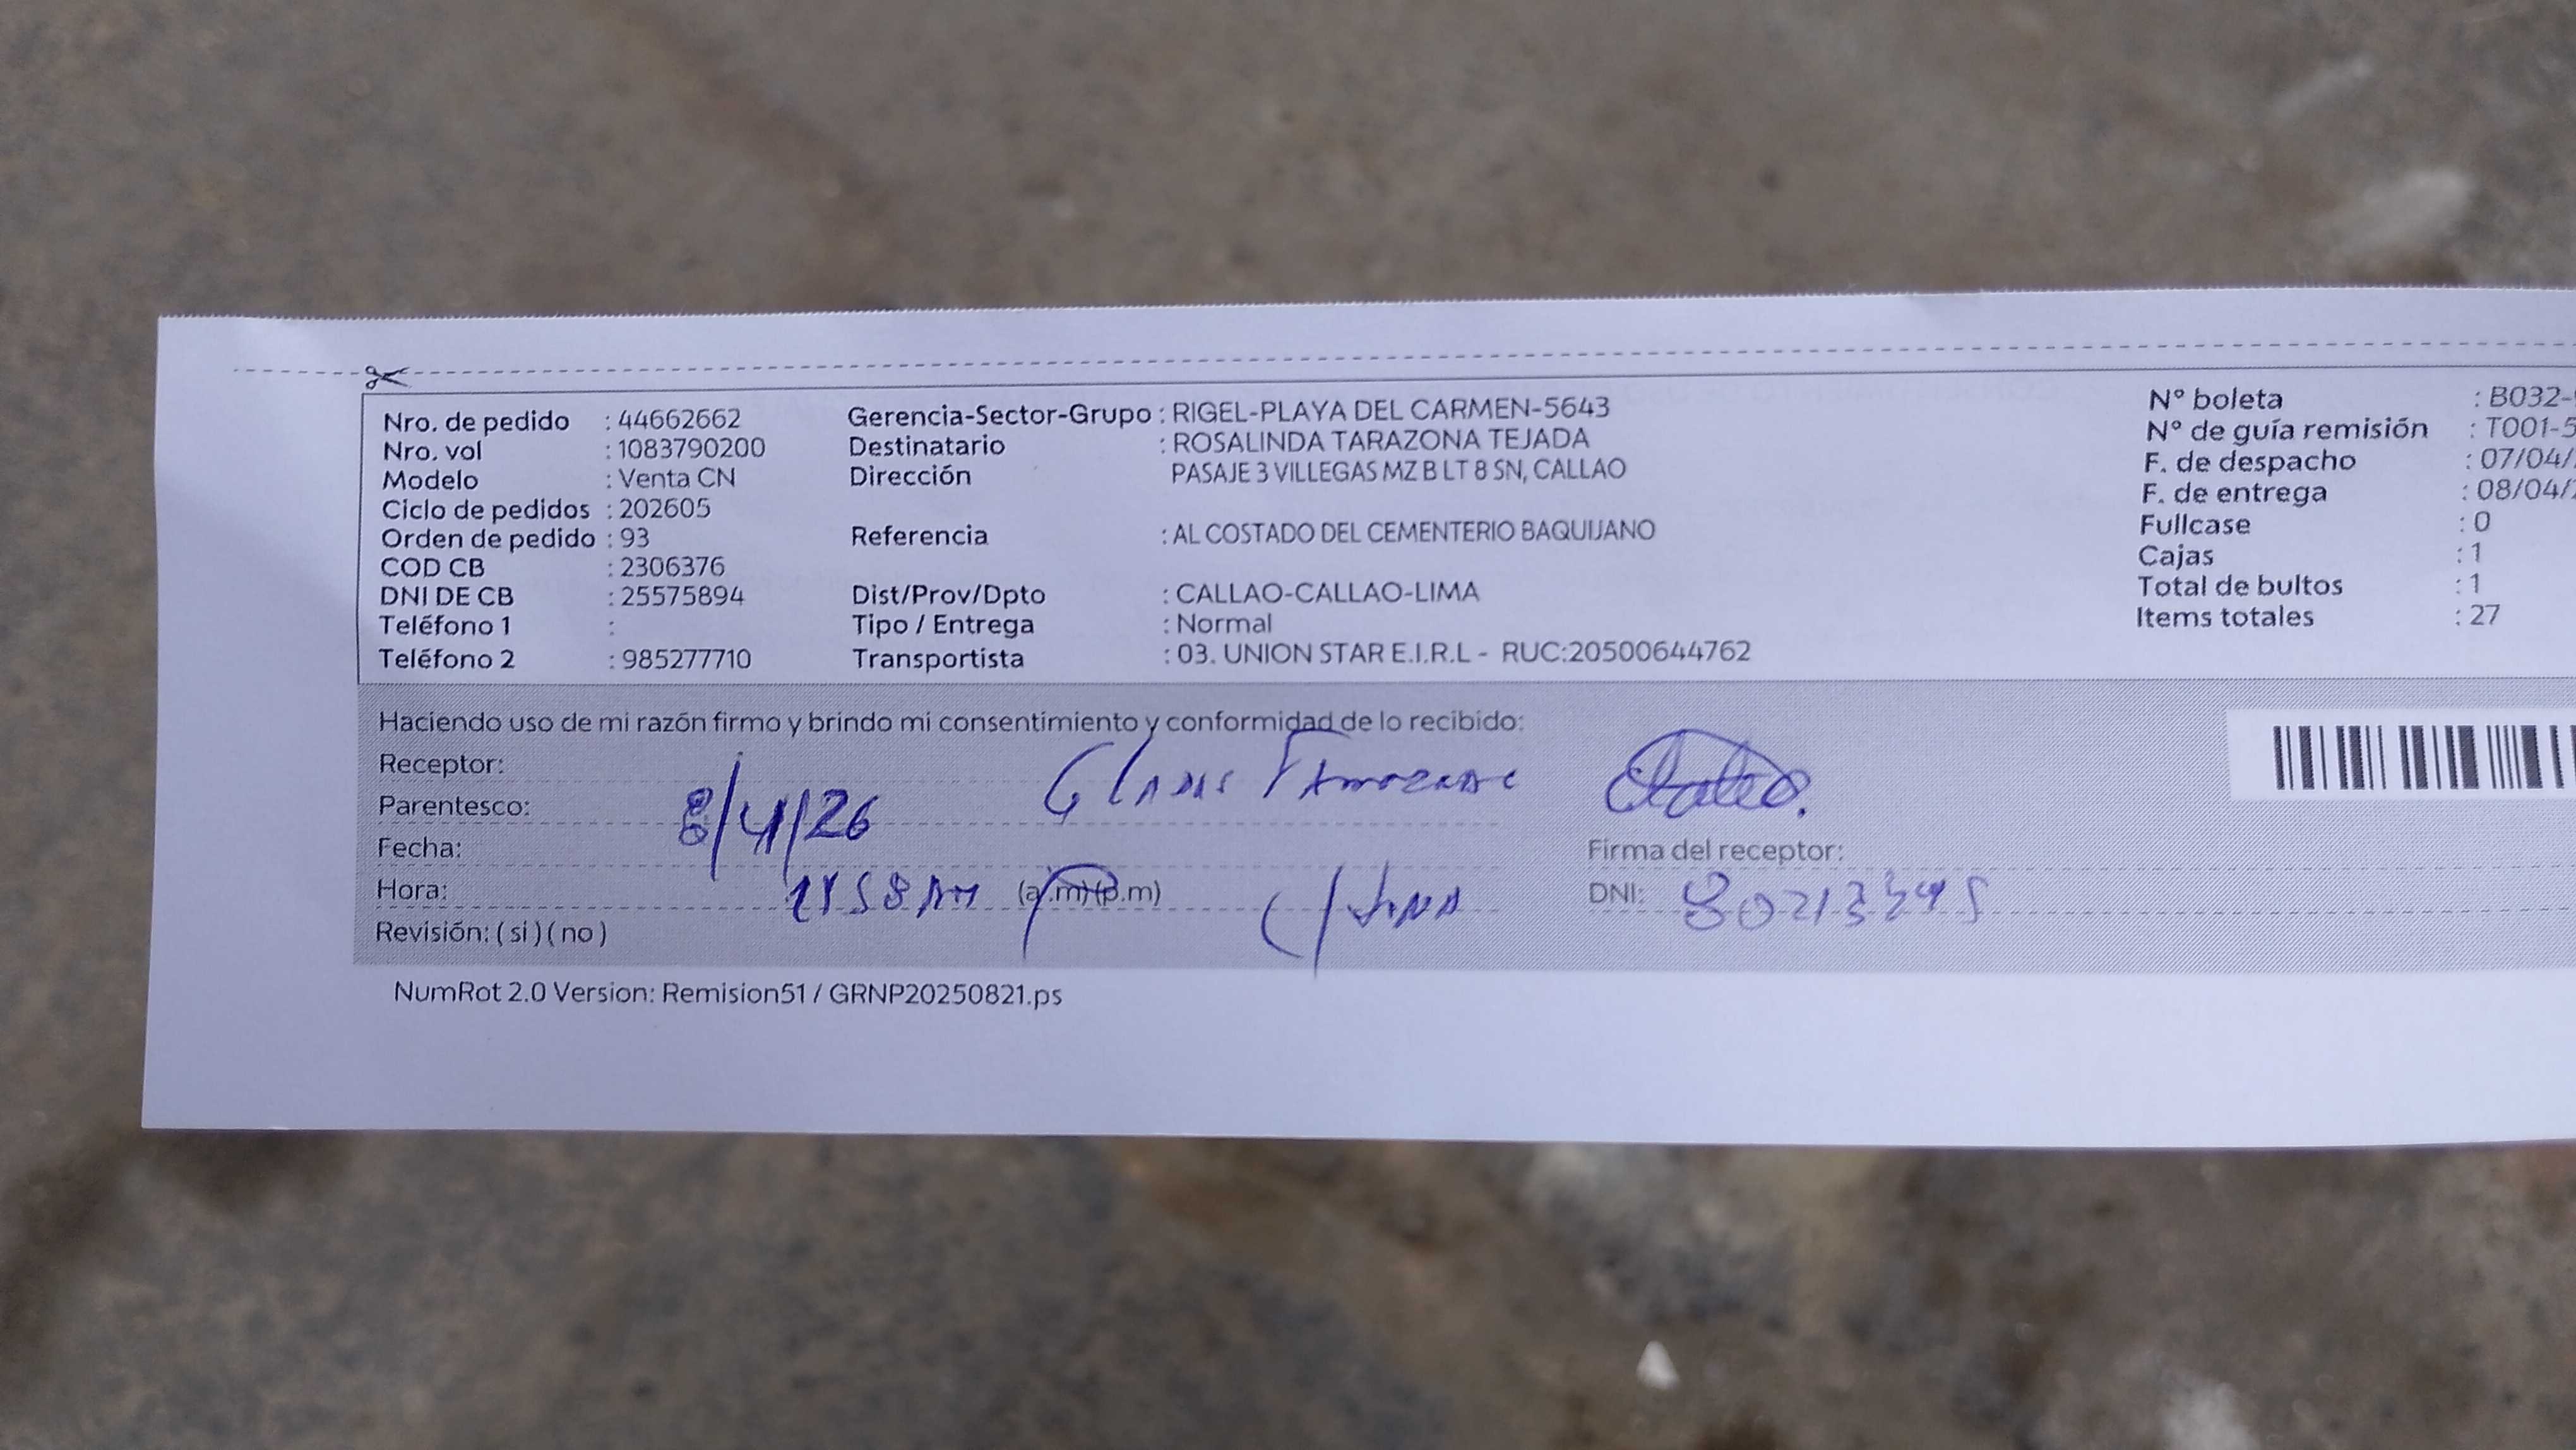 Nro. de pedido : 44662662
Nro. vol : 1083790200
Modelo : Venta CN
Ciclo de pedidos : 202605
Orden de pedido : 93
COD CB : 2306376
DNI DE CB : 25575894
Teléfono 1 :
Teléfono 2 : 985277710
Gerencia-Sector-Grupo : RIGEL-PLAYA DEL CARMEN-5643
Destinatario : ROSALINDA TARAZONA TEJADA
Dirección PASAJE 3 VILLEGAS MZ B LT 8 SN, CALLAO
Referencia : AL COSTADO DEL CEMENTERIO BAQUIJANO
Dist/Prov/Dpto : CALLAO-CALLAO-LIMA
Tipo / Entrega : Normal
Transportista : 03. UNION STAR E.I.R.L - RUC:20500644762
N° boleta : B032-
N° de guía remisión : T001-5
F. de despacho : 07/04/
F. de entrega : 08/04/2
Fullcase : 0
Cajas : 1
Total de bultos : 1
Items totales : 27
Haciendo uso de mi razón firmo y brindo mi consentimiento y conformidad de lo recibido:
Receptor:
Parentesco:
8/4/26
Fecha:
Firma del receptor:
Hora: (a.m)(p.m)
DNI:
Revisión: ( si ) ( no )
NumRot 2.0 Version: Remision51 / GRNP20250821.ps